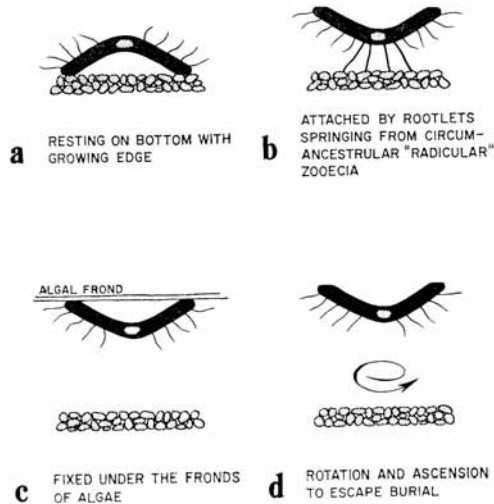 a
RESTING ON BOTTOM WITH
GROWING EDGE
b
ATTACHED BY ROOTLETS
SPRINGING FROM CIRCUM-
ANCESTRULAR "RADICULAR"
ZOOECIA
ALGAL FROND
c
FIXED UNDER THE FRONDS
OF ALGAE
d
ROTATION AND ASCENSION
TO ESCAPE BURIAL